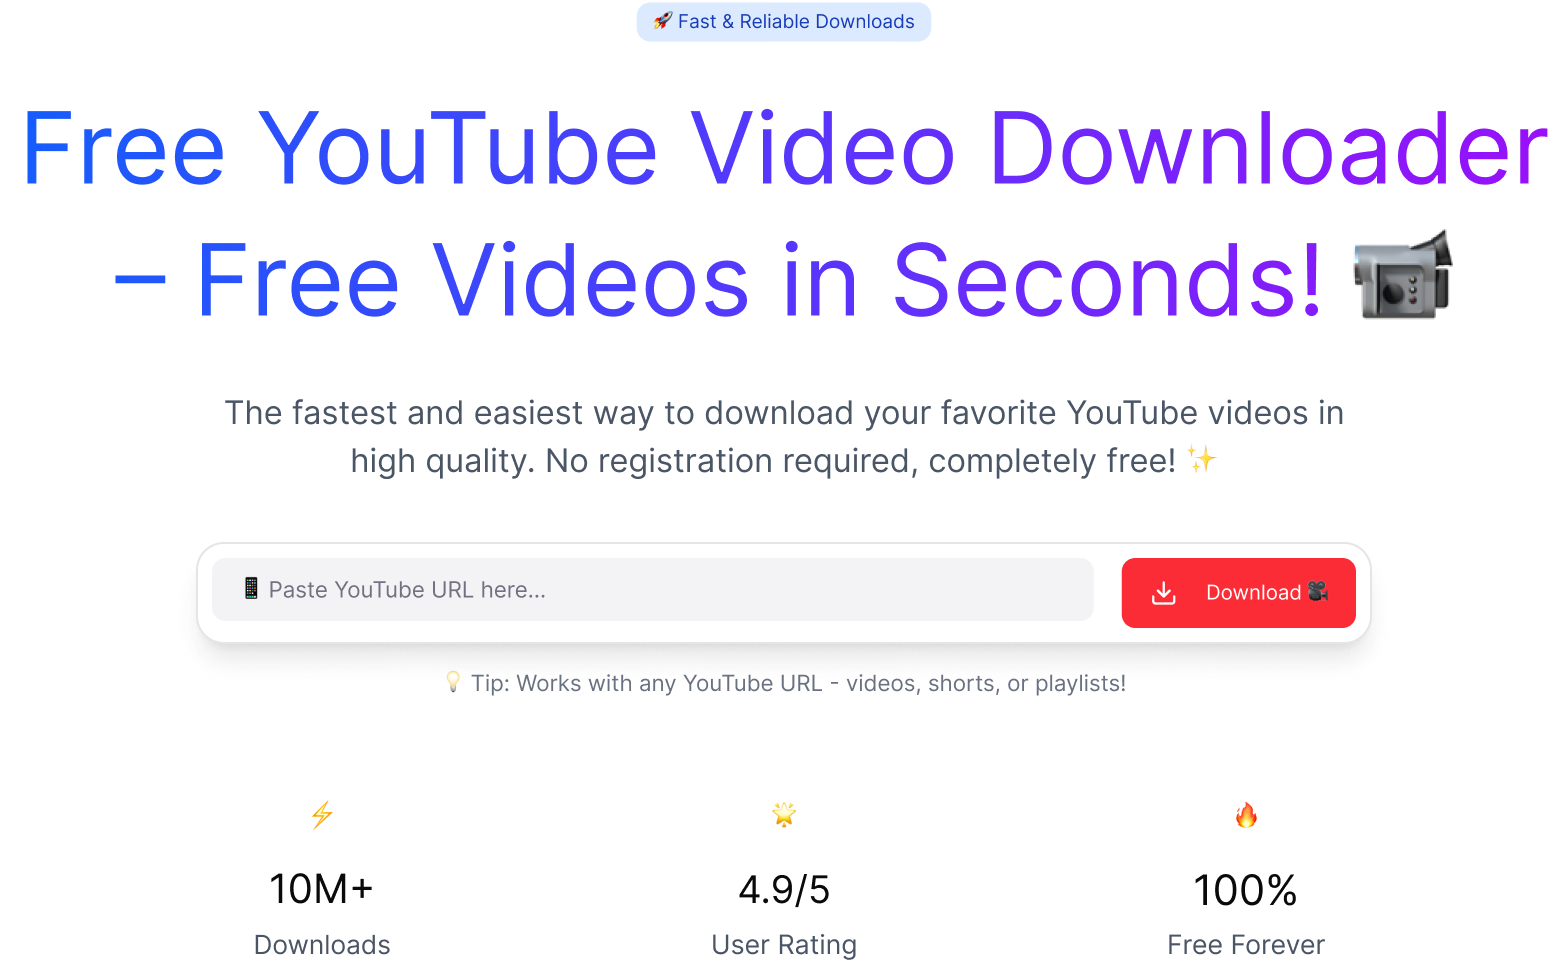 🚀 Fast & Reliable Downloads
Free YouTube Video Downloader
– Free Videos in Seconds! 📹
The fastest and easiest way to download your favorite YouTube videos in
high quality. No registration required, completely free! ✨
📱 Paste YouTube URL here...
Download 🎥
💡 Tip: Works with any YouTube URL - videos, shorts, or playlists!
⚡
🌟
🔥
10M+
4.9/5
100%
Downloads
User Rating
Free Forever